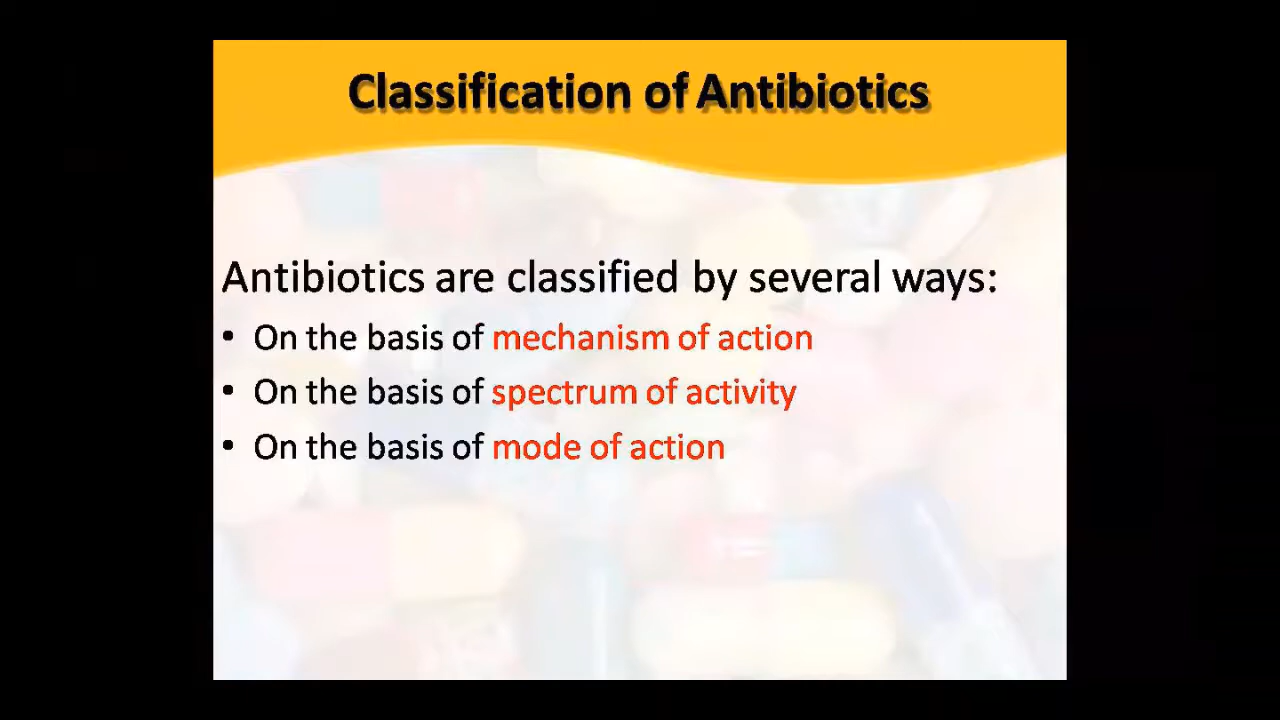 Classification of Antibiotics
Antibiotics are classified by several ways:
• On the basis of mechanism of action
• On the basis of spectrum of activity
• On the basis of mode of action